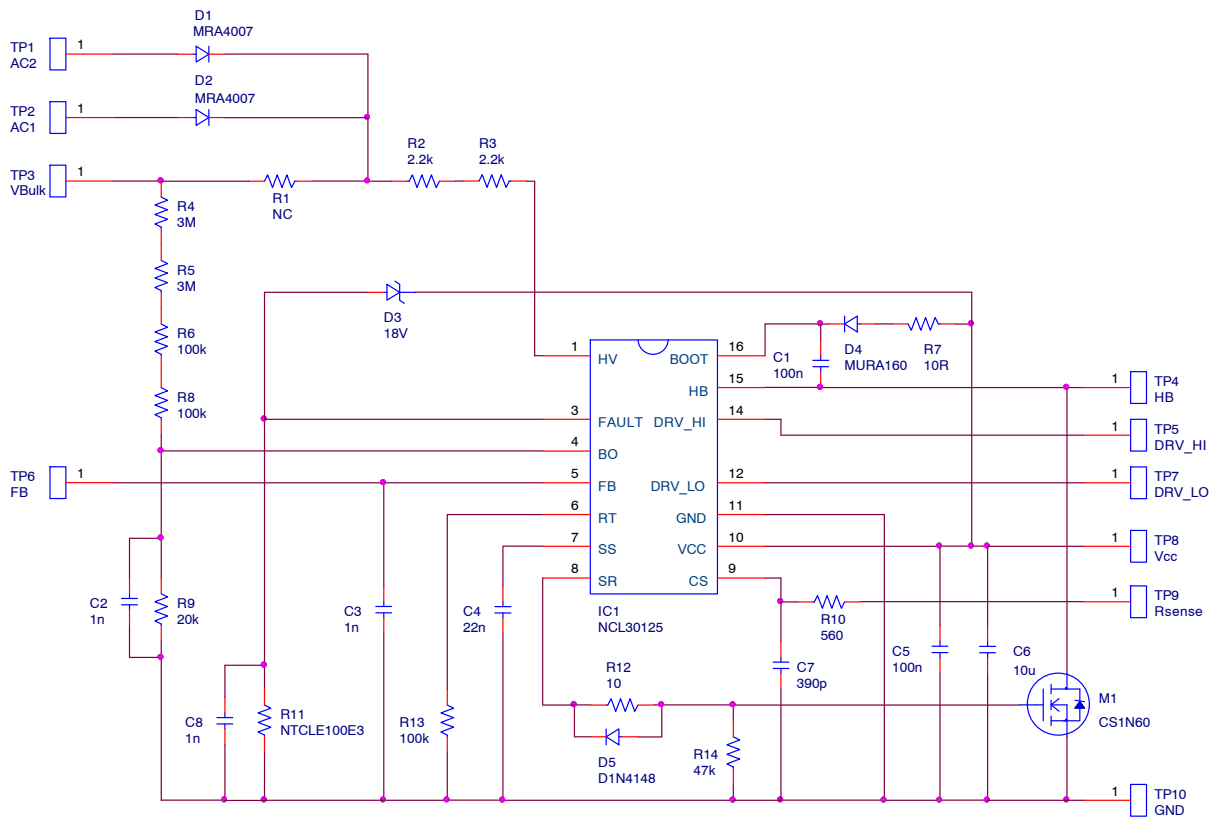 D1
MRA4007
TP1
AC2
1
D2
MRA4007
TP2
AC1
1
TP3
VBulk
1
R1
NC
R2
2.2k
R3
2.2k
R4
3M
R5
3M
R6
100k
R8
100k
D3
18V
1
HV
3
FAULT
4
BO
5
FB
6
RT
7
SS
8
SR
BOOT
16
HB
15
DRV_HI
14
DRV_LO
12
GND
11
VCC
10
CS
9
IC1
NCL30125
C1
100n
D4
MURA160
R7
10R
1
TP4
HB
1
TP5
DRV_HI
1
TP7
DRV_LO
1
TP8
Vcc
1
TP9
Rsense
TP6
FB
1
C2
1n
R9
20k
C3
1n
C4
22n
R10
560
C7
390p
C5
100n
C6
10u
R12
10
D5
D1N4148
R14
47k
M1
CS1N60
C8
1n
R11
NTCLE100E3
R13
100k
1
TP10
GND